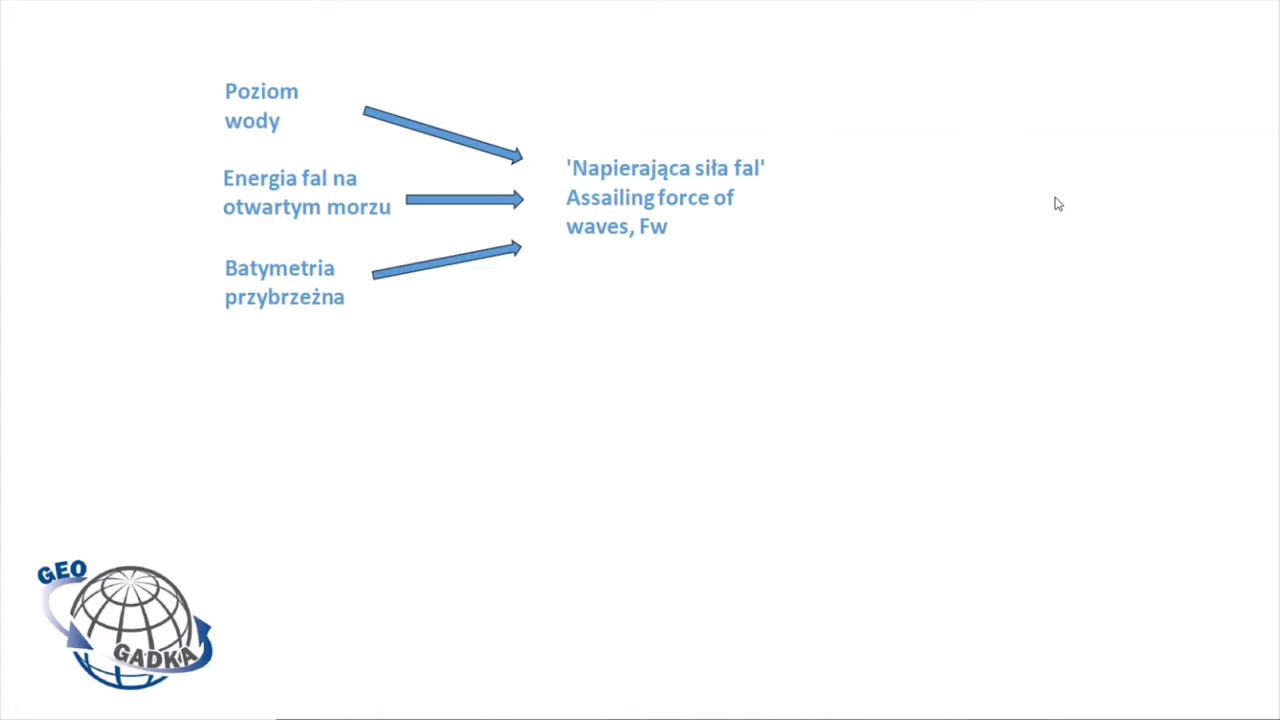 Poziom
wody
Energia fal na
otwartym morzu
Batymetria
przybrzeżna
'Napierająca siła fal'
Assailing force of
waves, Fw
GEO
GADKA